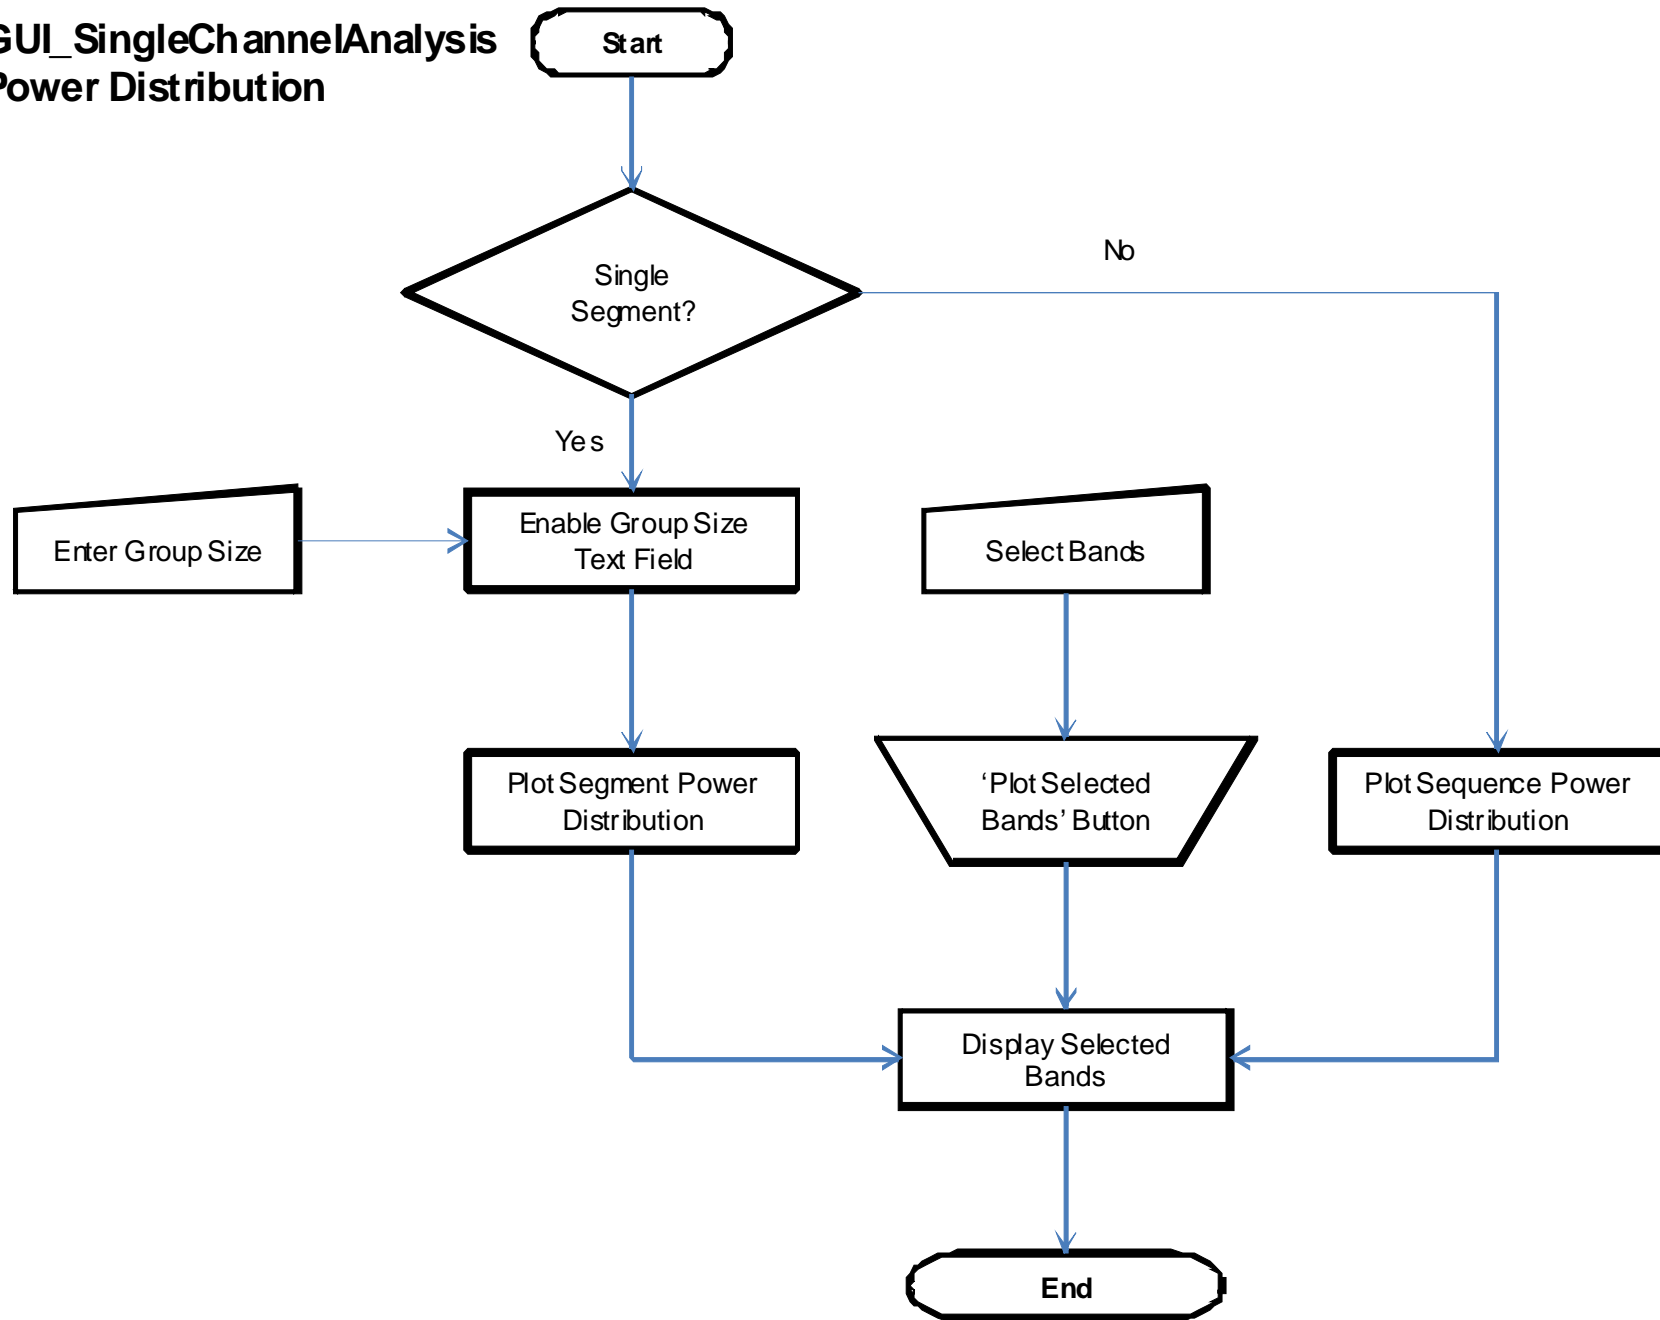 GUI_SingleChannelAnalysis
Power Distribution
Start
Single
Segment?
No
Yes
Enter Group Size
Enable Group Size
Text Field
Select Bands
Plot Segment Power
Distribution
‘Plot Selected
Bands’ Button
Plot Sequence Power
Distribution
Display Selected
Bands
End